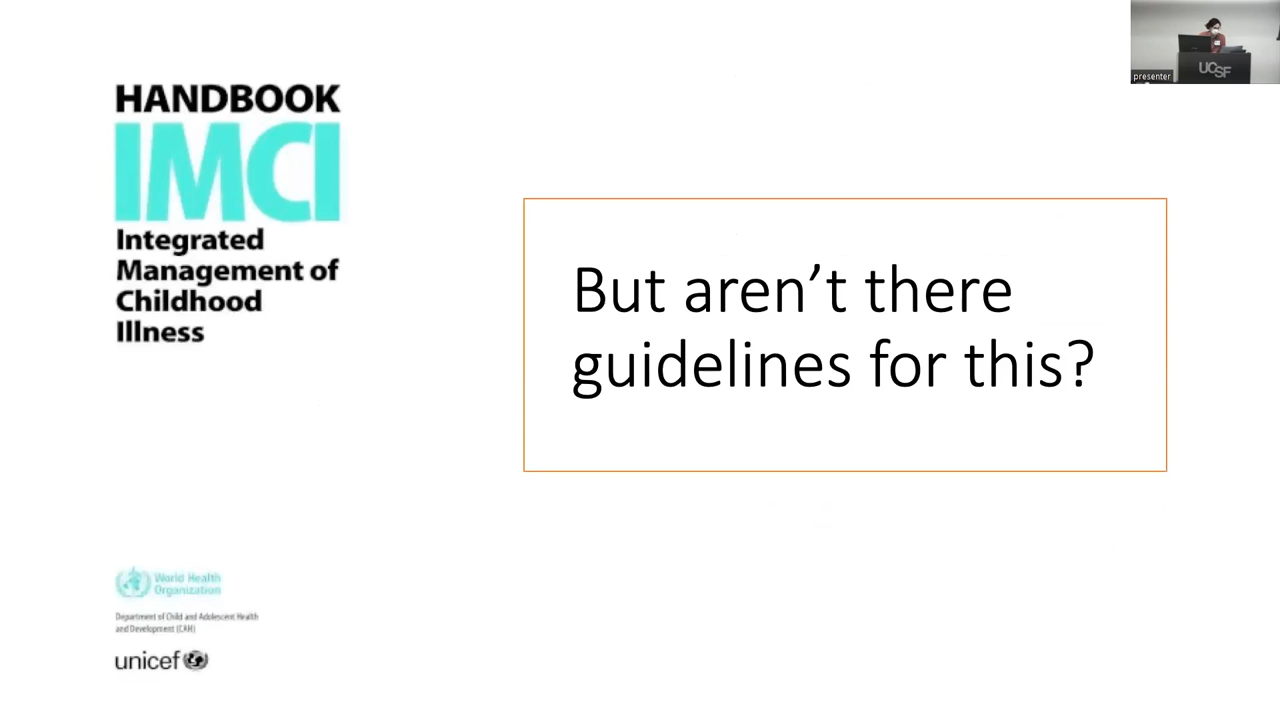 HANDBOOK
IMCI
Integrated
Management of
Childhood
Illness
But aren’t there
guidelines for this?
World Health
Organization
Department of Child and Adolescent Health
and Development (CAH)
unicef
presenter
UCSF